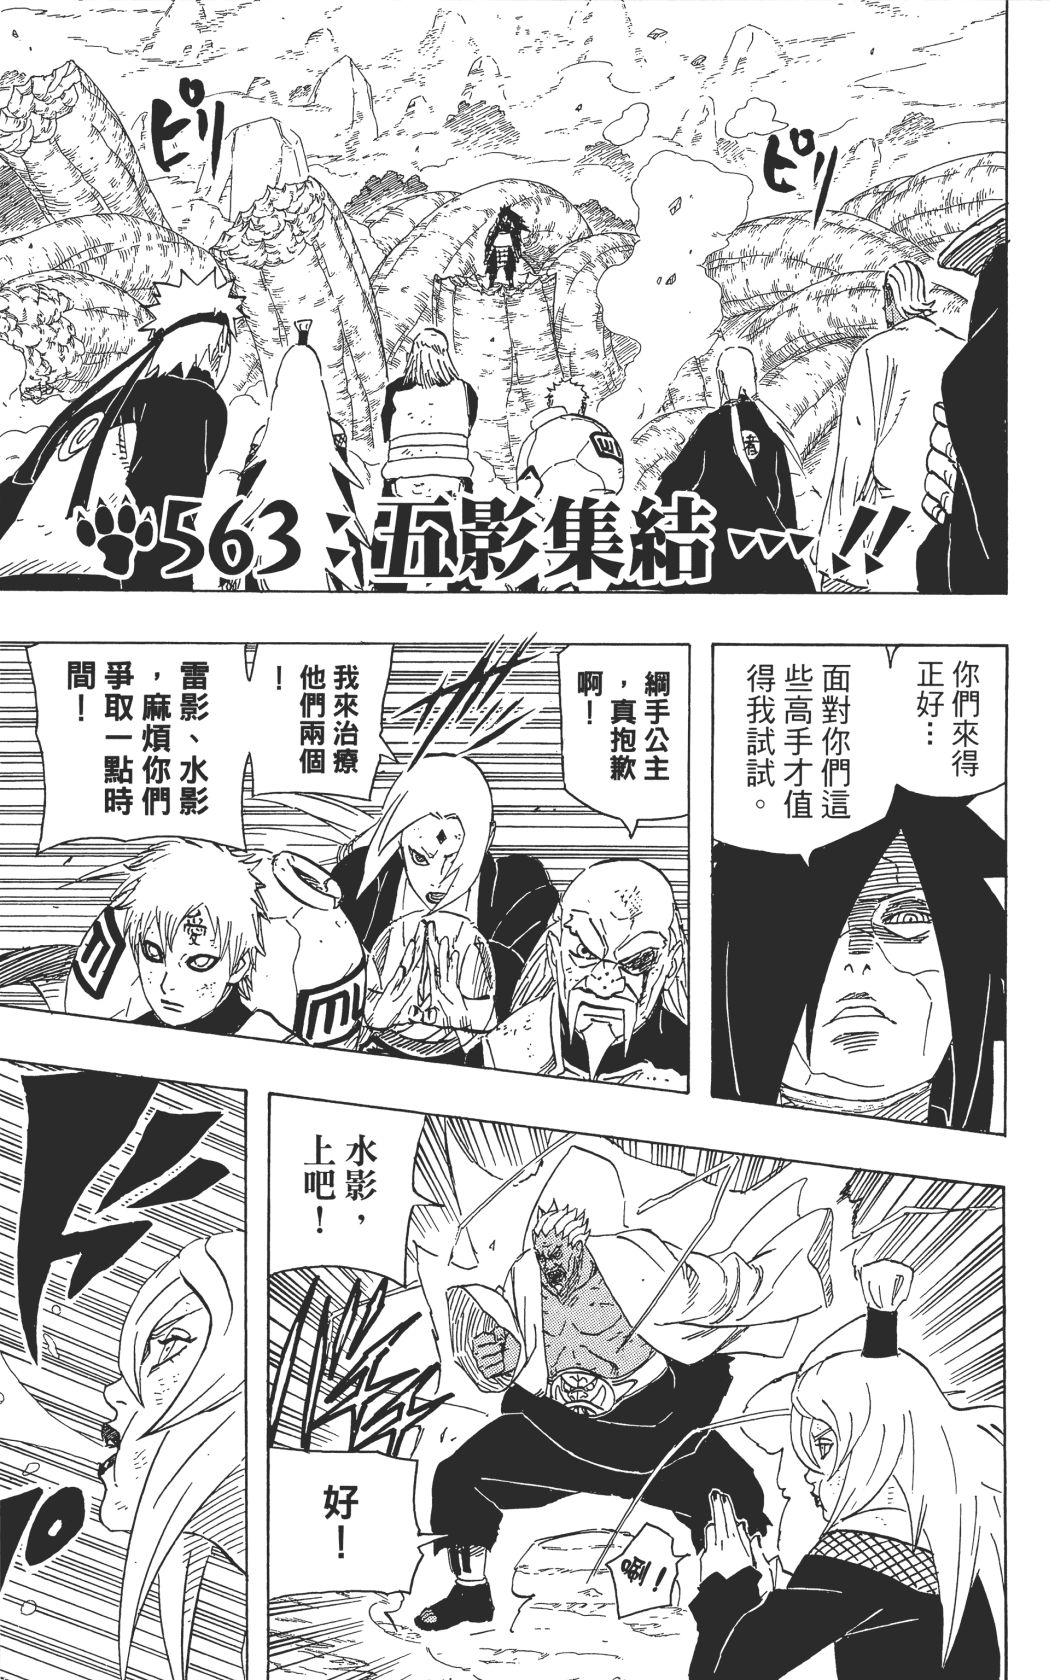 ピリ
ピリ
563：五影集結…!!
你們來得
正好…
面對你們這
些高手才值
得我試試。
綱手公主
，真抱歉
啊！
我來治療
他們兩個
！
雷影、水影
，麻煩你們
爭取一點時
間！
愛
水影，
上吧！
好！
者